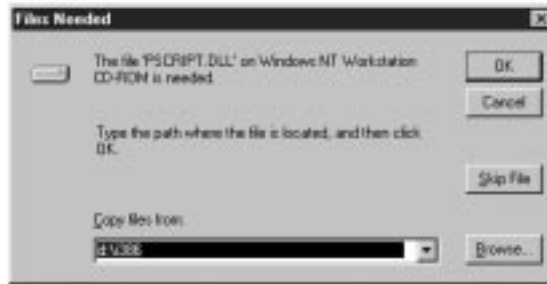 Files Needed
The file 'PSCRIPT.DLL' on Windows NT Workstation
CD-ROM is needed.
OK
Cancel
Type the path where the file is located, and then click
OK.
Skip File
Copy files from:
d:\I386
Browse...